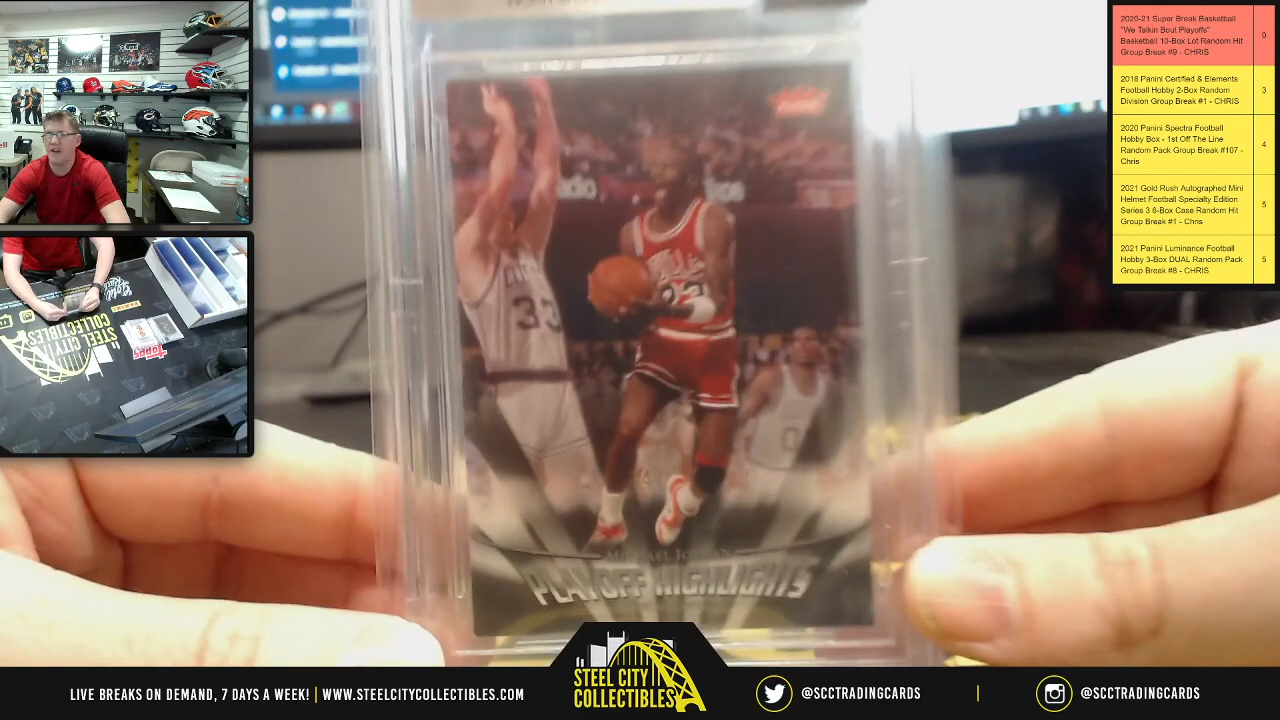 2020-21 Super Break Basketball
"We Talkin Bout Playoffs"
Basketball 10-Box Lot Random Hit
Group Break #9 - CHRIS
0
2018 Panini Certified & Elements
Football Hobby 2-Box Random
Division Group Break #1 - CHRIS
3
2020 Panini Spectra Football
Hobby Box - 1st Off The Line
Random Pack Group Break #107 -
Chris
4
2021 Gold Rush Autographed Mini
Helmet Football Specialty Edition
Series 3 6-Box Case Random Hit
Group Break #1 - Chris
5
2021 Panini Luminance Football
Hobby 3-Box DUAL Random Pack
Group Break #8 - CHRIS
5
33
MICHAEL JORDAN
PLAYOFF HIGHLIGHTS
STEEL CITY
COLLECTIBLES
topps
STEEL CITY
COLLECTIBLES
LIVE BREAKS ON DEMAND, 7 DAYS A WEEK! | WWW.STEELCITYCOLLECTIBLES.COM
@SCCTRADINGCARDS | @SCCTRADINGCARDS